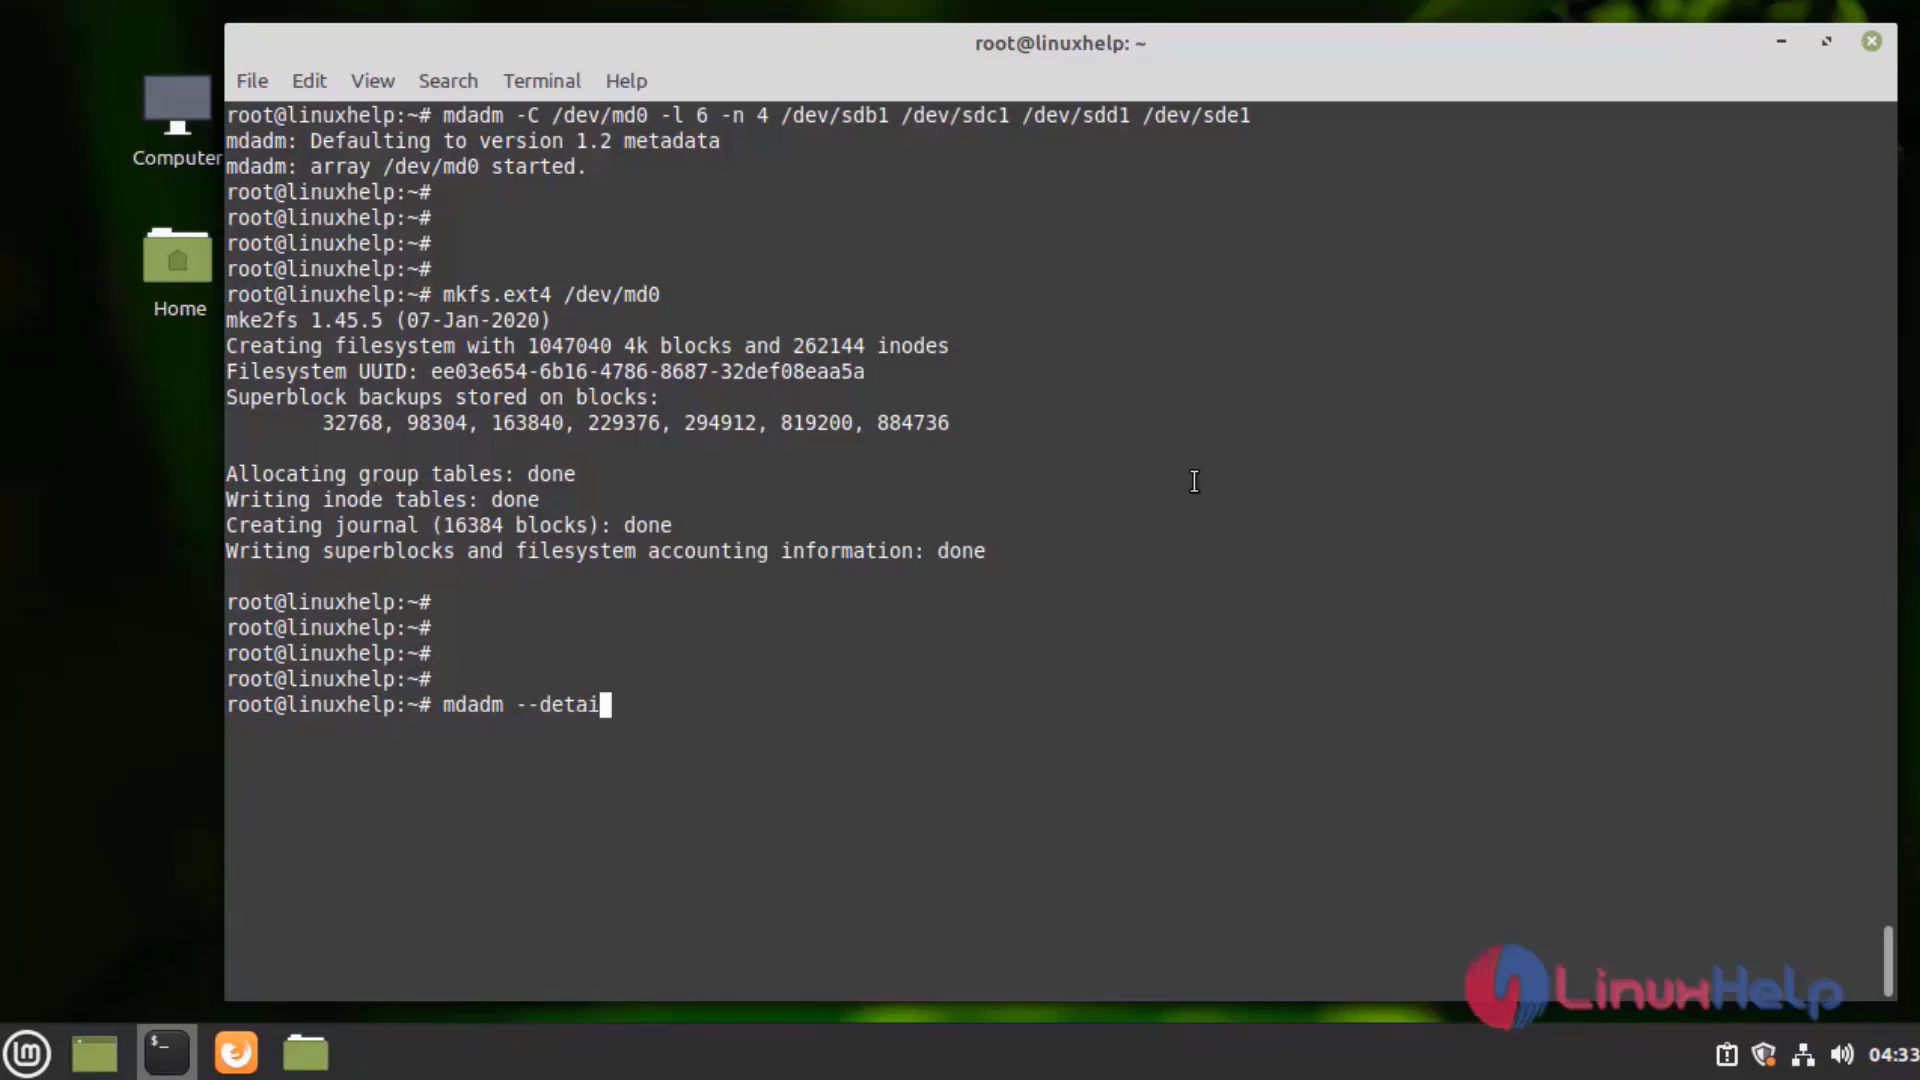 root@linuxhelp: ~
File Edit View Search Terminal Help
Computer
Home
root@linuxhelp:~# mdadm -C /dev/md0 -l 6 -n 4 /dev/sdb1 /dev/sdc1 /dev/sdd1 /dev/sde1
mdadm: Defaulting to version 1.2 metadata
mdadm: array /dev/md0 started.
root@linuxhelp:~#
root@linuxhelp:~#
root@linuxhelp:~#
root@linuxhelp:~#
root@linuxhelp:~# mkfs.ext4 /dev/md0
mke2fs 1.45.5 (07-Jan-2020)
Creating filesystem with 1047040 4k blocks and 262144 inodes
Filesystem UUID: ee03e654-6b16-4786-8687-32def08eaa5a
Superblock backups stored on blocks:
32768, 98304, 163840, 229376, 294912, 819200, 884736
Allocating group tables: done
Writing inode tables: done
Creating journal (16384 blocks): done
Writing superblocks and filesystem accounting information: done
root@linuxhelp:~#
root@linuxhelp:~#
root@linuxhelp:~#
root@linuxhelp:~#
root@linuxhelp:~# mdadm --detai
LinuxHelp
$_
04:33